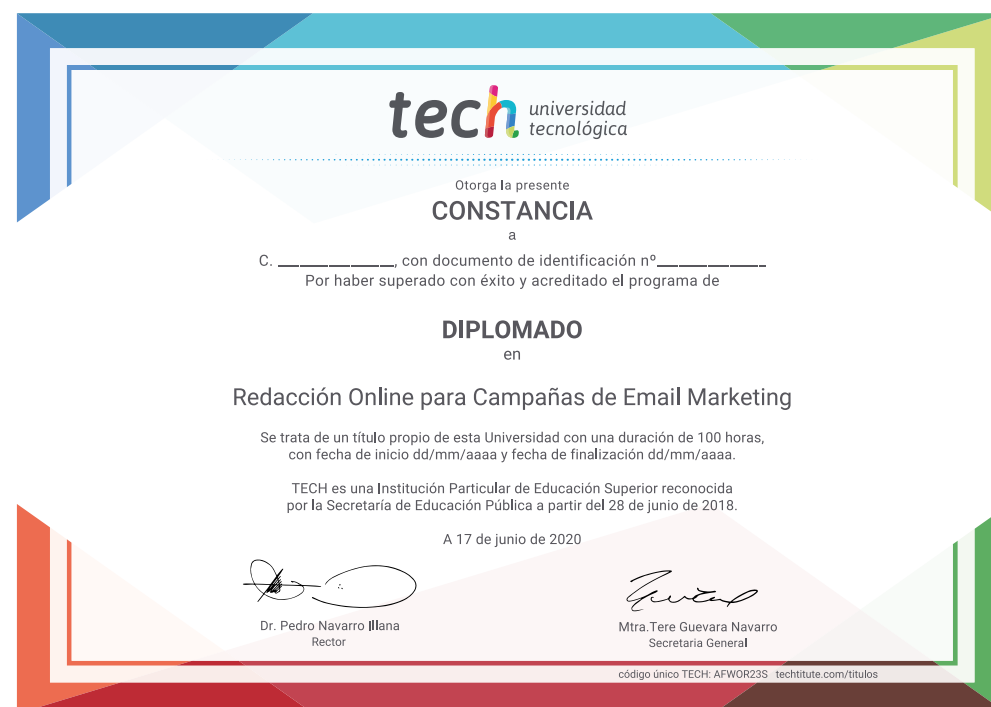 tech universidad
tecnológica
Otorga la presente
CONSTANCIA
a
C. ______________, con documento de identificación nº_____________
Por haber superado con éxito y acreditado el programa de
DIPLOMADO
en
Redacción Online para Campañas de Email Marketing
Se trata de un título propio de esta Universidad con una duración de 100 horas,
con fecha de inicio dd/mm/aaaa y fecha de finalización dd/mm/aaaa.
TECH es una Institución Particular de Educación Superior reconocida
por la Secretaría de Educación Pública a partir del 28 de junio de 2018.
A 17 de junio de 2020
Dr. Pedro Navarro Illana
Rector
Mtra.Tere Guevara Navarro
Secretaria General
código único TECH: AFWOR23S techtitute.com/titulos